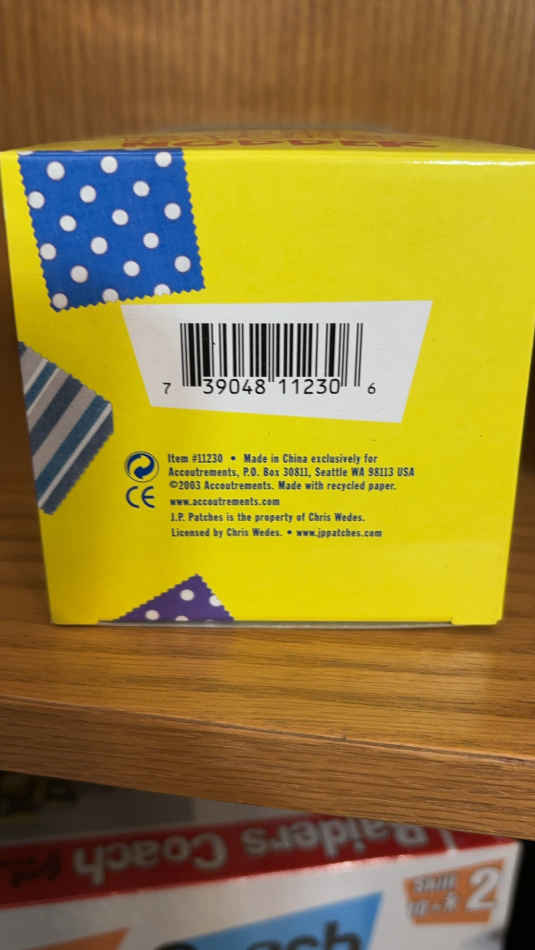 7 39048 11230 6
Item #11230 • Made in China exclusively for
Accoutrements, P.O. Box 30811, Seattle WA 98113 USA
©2003 Accoutrements. Made with recycled paper.
CE
www.accoutrements.com
J.P. Patches is the property of Chris Wedes.
Licensed by Chris Wedes. • www.jppatches.com
Raiders Coach
2